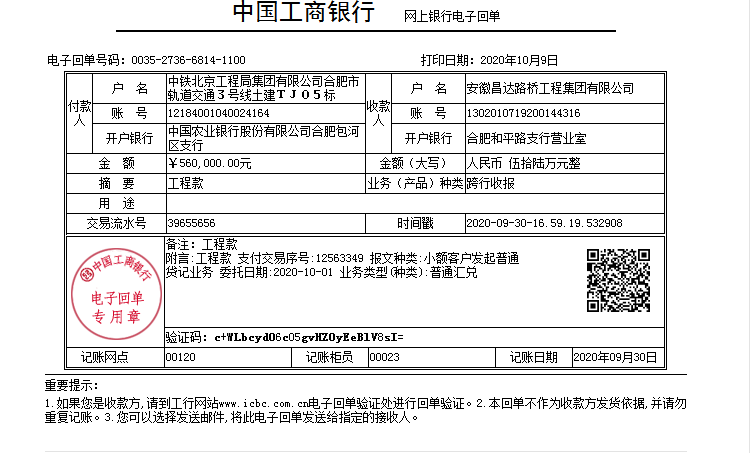 中国工商银行 网上银行电子回单
电子回单号码: 0035-2736-6814-1100 打印日期: 2020年10月9日
付款人 户 名 中铁北京工程局集团有限公司合肥市轨道交通3号线土建TJ05标 收款人 户 名 安徽昌达路桥工程集团有限公司
账 号 12184001040024164 账 号 1302010719200144316
开户银行 中国农业银行股份有限公司合肥包河区支行 开户银行 合肥和平路支行营业室
金 额 ¥560,000.00元 金额(大写) 人民币 伍拾陆万元整
摘 要 工程款 业务(产品)种类 跨行收报
用 途
交易流水号 39655656 时间戳 2020-09-30-16.59.19.532908
中国工商银行
电子回单
专用章
备注: 工程款
附言:工程款 支付交易序号:12563349 报文种类:小额客户发起普通
贷记业务 委托日期:2020-10-01 业务类型(种类):普通汇兑
验证码: c+WLbcydO6c05gvHZOyEeBlV8sI=
记账网点 00120 记账柜员 00023 记账日期 2020年09月30日
重要提示:
1.如果您是收款方,请到工行网站www.icbc.com.cn电子回单验证处进行回单验证。2.本回单不作为收款方发货依据,并请勿
重复记账。3.您可以选择发送邮件,将此电子回单发送给指定的接收人。